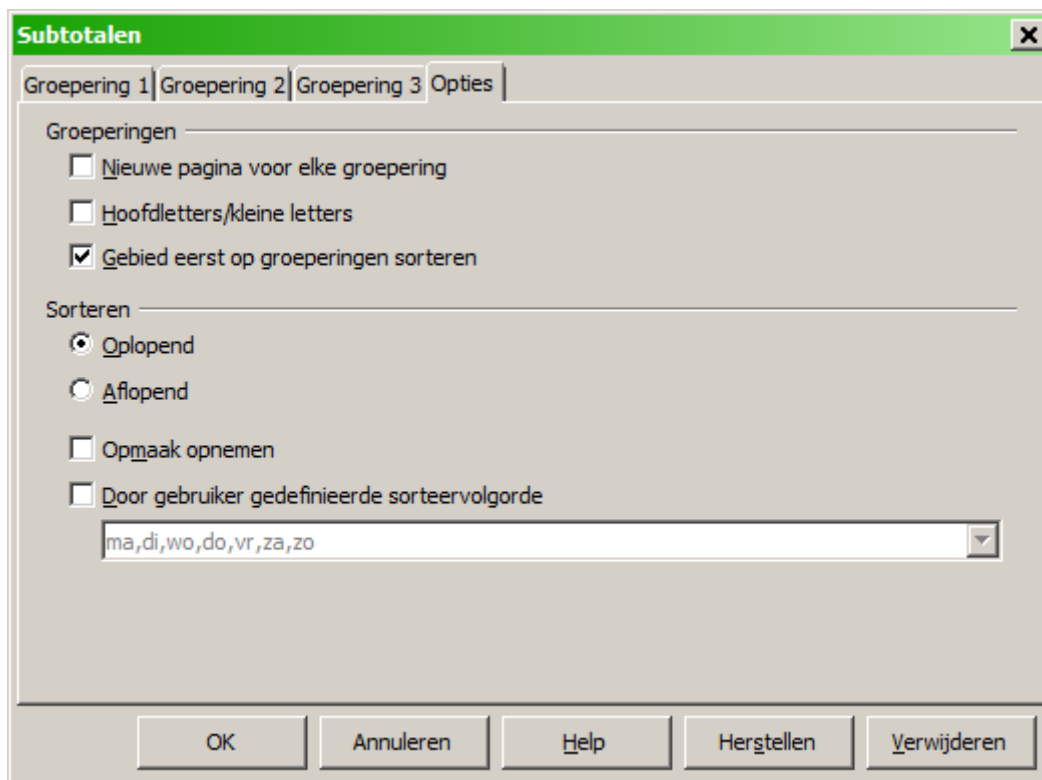 Subtotalen
Groepering 1 Groepering 2 Groepering 3 Opties
Groeperingen
Nieuwe pagina voor elke groepering
Hoofdletters/kleine letters
Gebied eerst op groeperingen sorteren
Sorteren
Oplopend
Aflopend
Opmaak opnemen
Door gebruiker gedefinieerde sorteervolgorde
ma,di,wo,do,vr,za,zo
OK Annuleren Help Herstellen Verwijderen